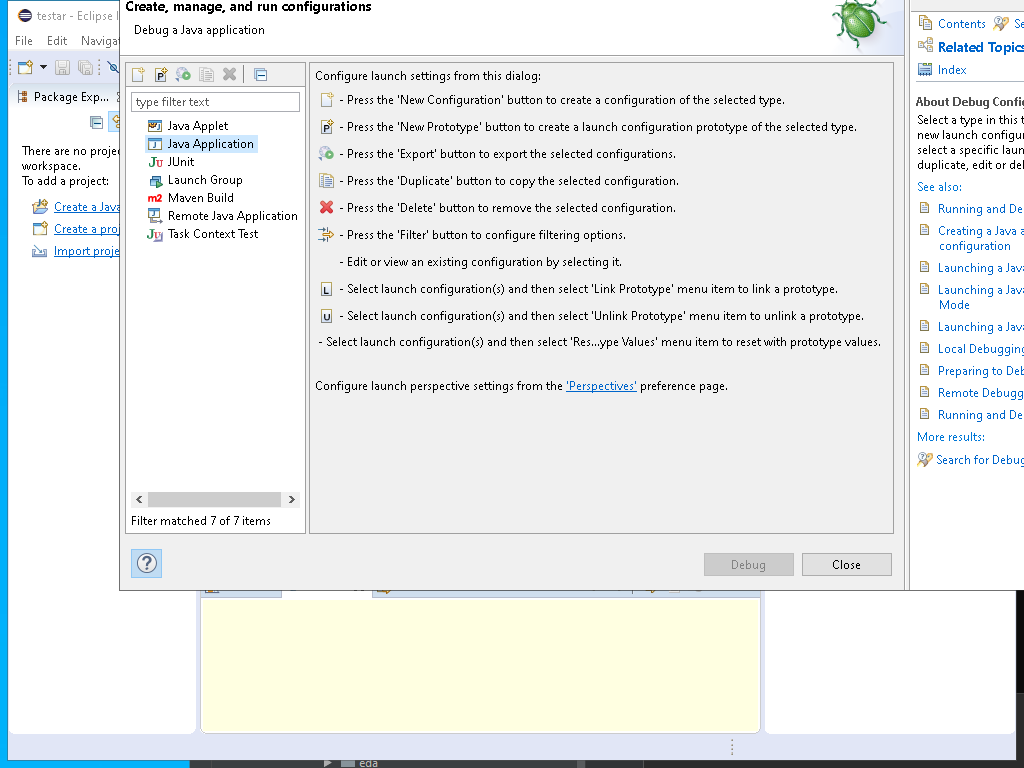 Create, manage, and run configurations
Debug a Java application
testar - Eclipse
File Edit Naviga
Package Exp...
There are no proje
workspace.
To add a project:
Create a Java
Create a pro
Import proje
type filter text
Java Applet
Java Application
JUnit
Launch Group
Maven Build
Remote Java Application
Task Context Test
Filter matched 7 of 7 items
Configure launch settings from this dialog:
- Press the 'New Configuration' button to create a configuration of the selected type.
- Press the 'New Prototype' button to create a launch configuration prototype of the selected type.
- Press the 'Export' button to export the selected configurations.
- Press the 'Duplicate' button to copy the selected configuration.
- Press the 'Delete' button to remove the selected configuration.
- Press the 'Filter' button to configure filtering options.
- Edit or view an existing configuration by selecting it.
- Select launch configuration(s) and then select 'Link Prototype' menu item to link a prototype.
- Select launch configuration(s) and then select 'Unlink Prototype' menu item to unlink a prototype.
- Select launch configuration(s) and then select 'Res...ype Values' menu item to reset with prototype values.
Configure launch perspective settings from the 'Perspectives' preference page.
Debug Close
Contents Se
Related Topics
Index
About Debug Config
Select a type in this t
new launch configur
select a specific laun
duplicate, edit or del
See also:
Running and De
Creating a Java a
configuration
Launching a Java
Launching a Java
Mode
Launching a Java
Local Debugging
Preparing to Deb
Remote Debugg
Running and De
More results:
Search for Debug
eda